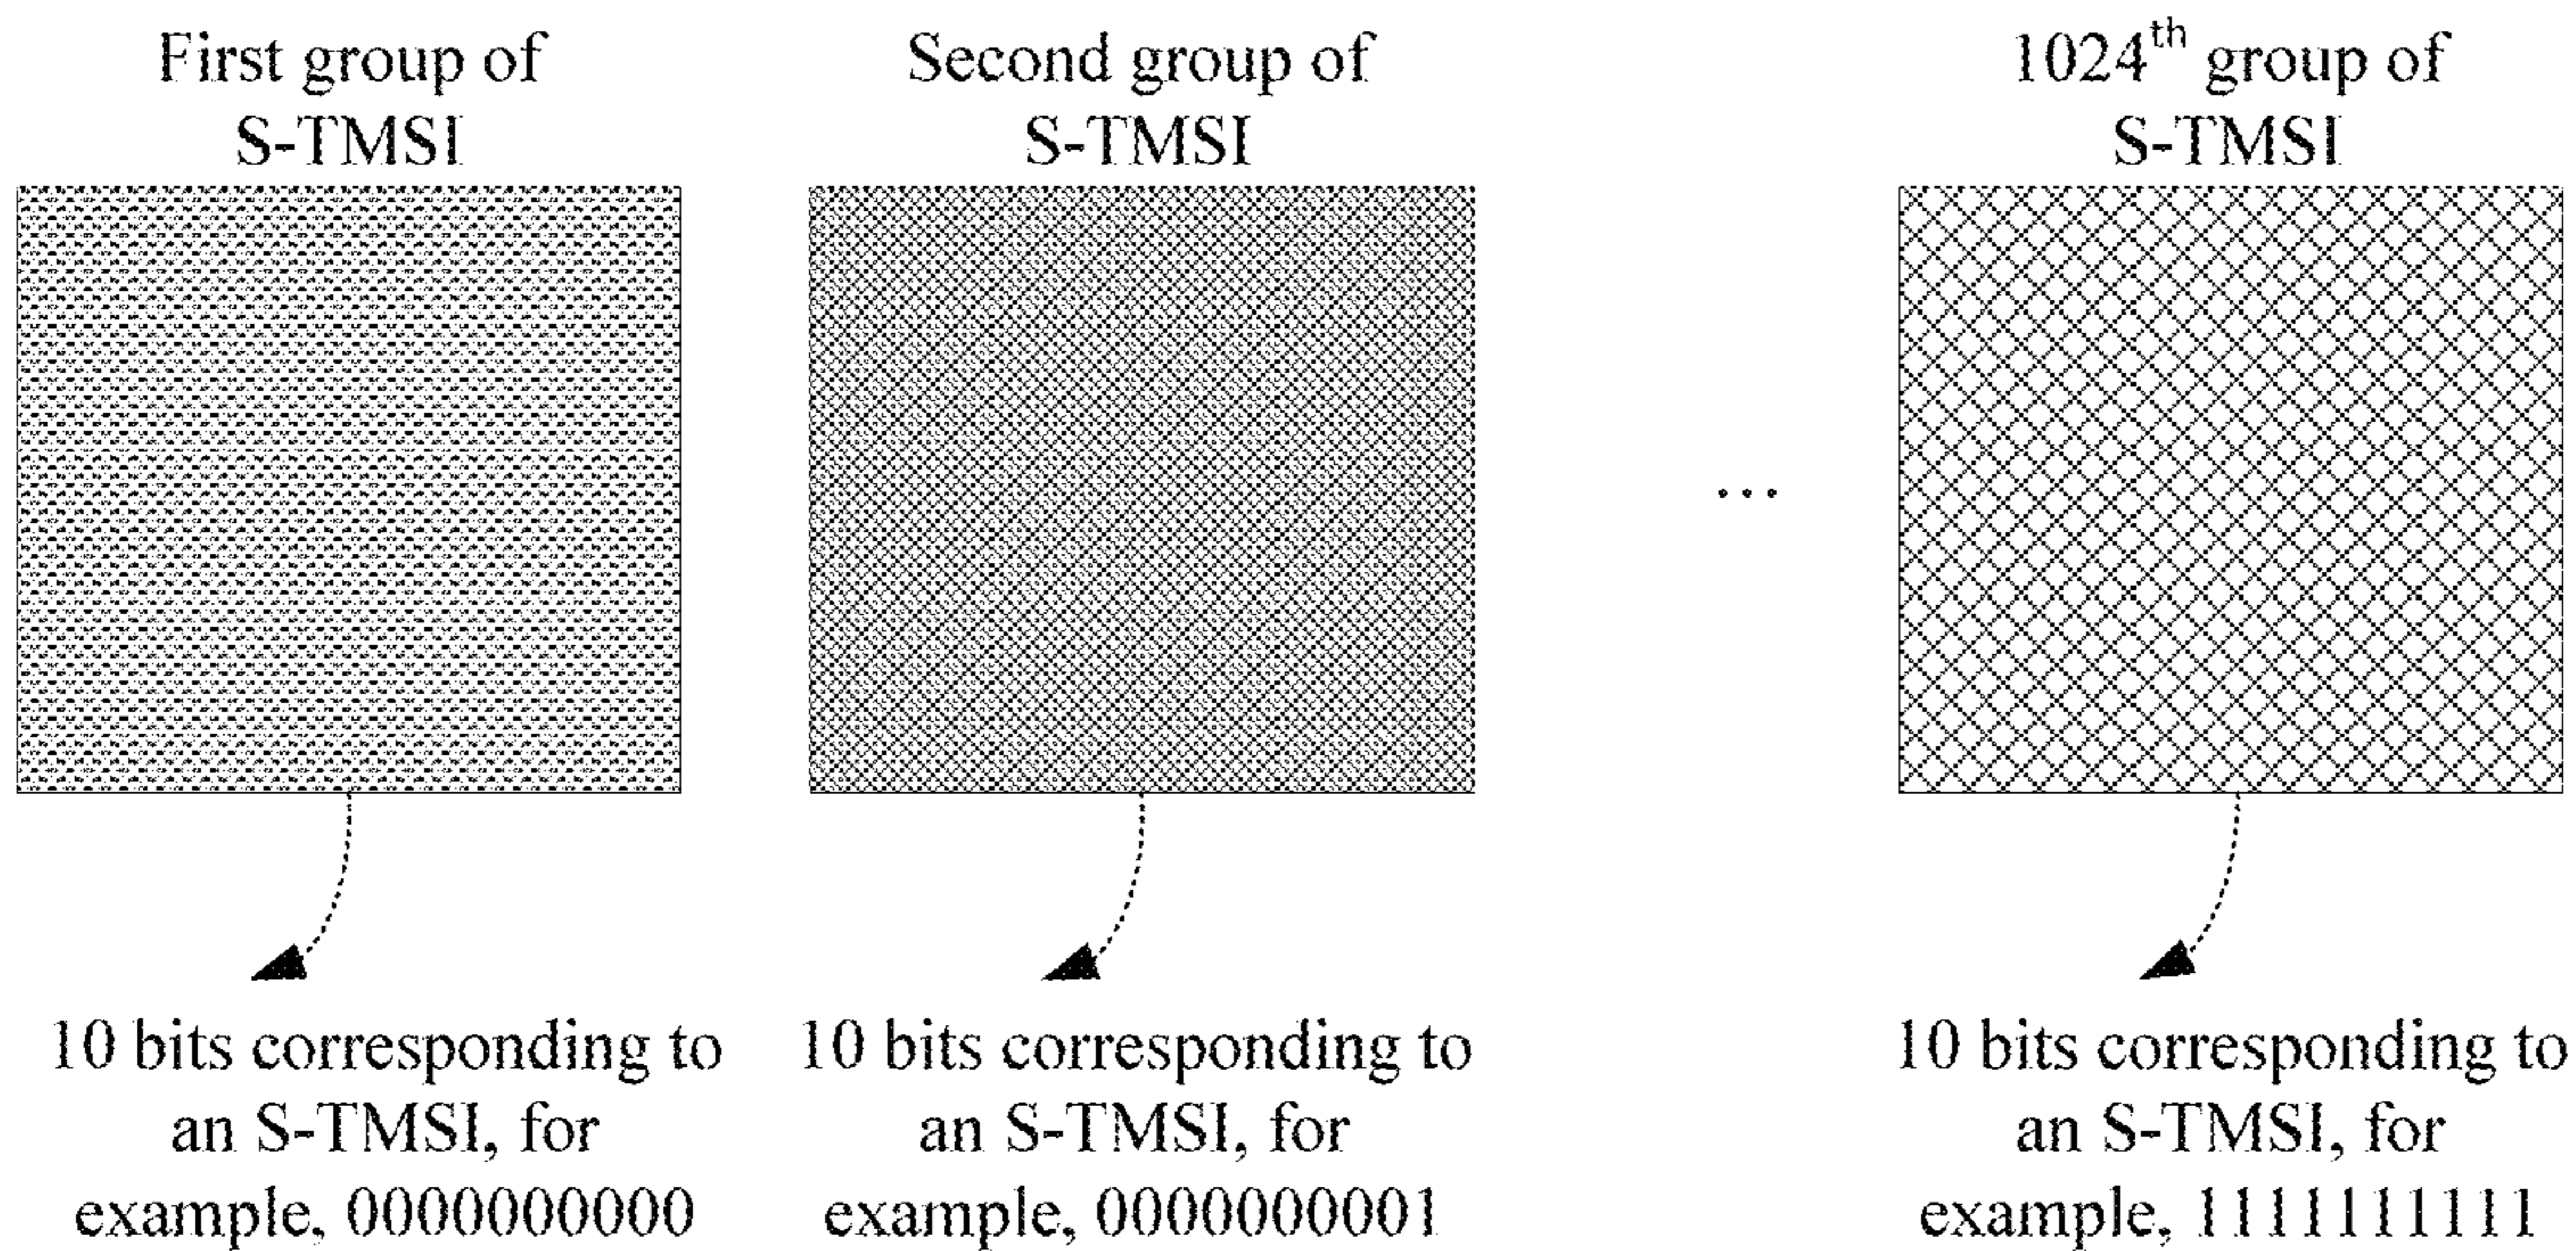 First group of
S-TMSI
Second group of
S-TMSI
1024th group of
S-TMSI
...
10 bits corresponding to
an S-TMSI, for
example, 0000000000
10 bits corresponding to
an S-TMSI, for
example, 0000000001
10 bits corresponding to
an S-TMSI, for
example, 1111111111